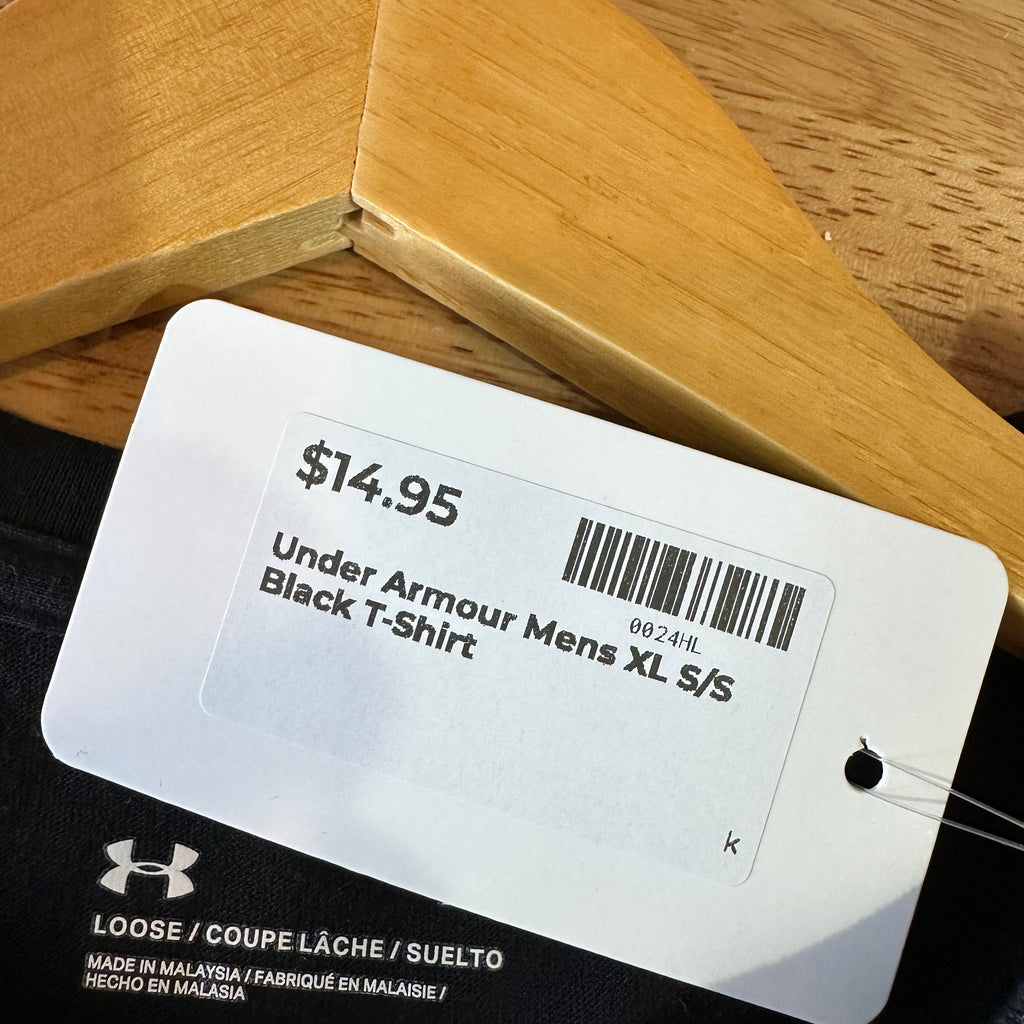 $14.95
0024HL
Under Armour Mens XL S/S
Black T-Shirt
k
LOOSE / COUPE LÂCHE / SUELTO
MADE IN MALAYSIA / FABRIQUÉ EN MALAISIE /
HECHO EN MALASIA